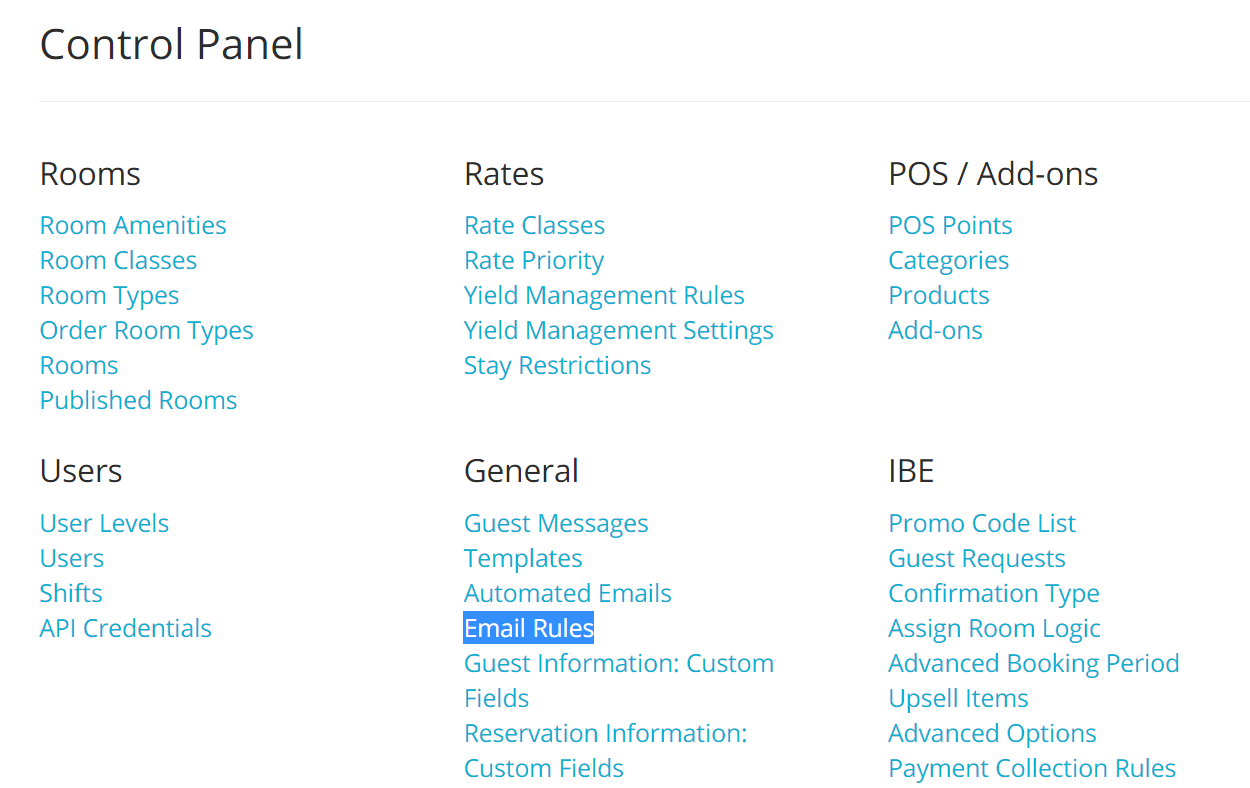 Control Panel
Rooms
Room Amenities
Room Classes
Room Types
Order Room Types
Rooms
Published Rooms
Rates
Rate Classes
Rate Priority
Yield Management Rules
Yield Management Settings
Stay Restrictions
POS / Add-ons
POS Points
Categories
Products
Add-ons
Users
User Levels
Users
Shifts
API Credentials
General
Guest Messages
Templates
Automated Emails
Email Rules
Guest Information: Custom
Fields
Reservation Information:
Custom Fields
IBE
Promo Code List
Guest Requests
Confirmation Type
Assign Room Logic
Advanced Booking Period
Upsell Items
Advanced Options
Payment Collection Rules